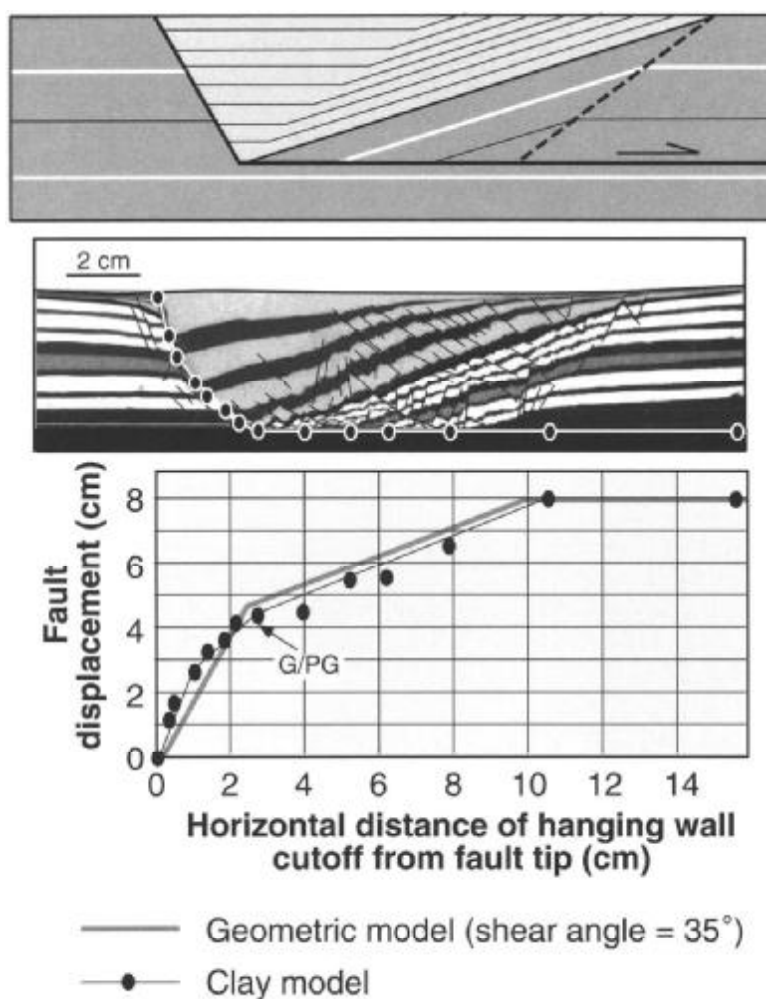 2 cm
Fault
displacement (cm)
8
6
4
2
0
G/PG
0 2 4 6 8 10 12 14
Horizontal distance of hanging wall
cutoff from fault tip (cm)
Geometric model (shear angle = 35°)
Clay model